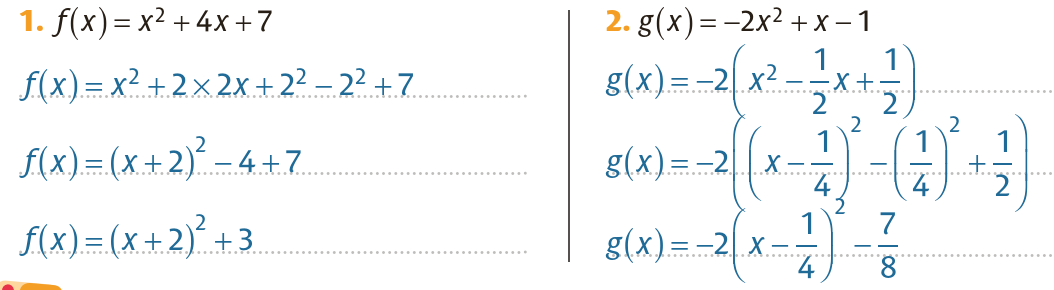 1. f(x) = x² + 4x + 7
f(x) = x² + 2 × 2x + 2² − 2² + 7
f(x) = (x + 2)² − 4 + 7
f(x) = (x + 2)² + 3
2. g(x) = −2x² + x − 1
g(x) = −2(x² − 1/2 x + 1/2)
g(x) = −2((x − 1/4)² − (1/4)² + 1/2)
g(x) = −2(x − 1/4)² − 7/8